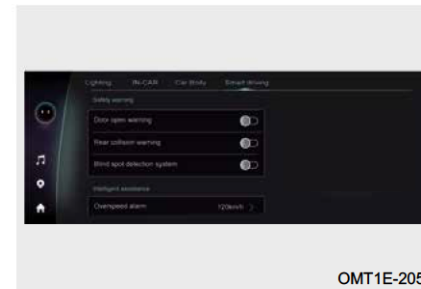 Lighting IN-CAR Car Body Smart driving
Safety warning
Door open warning
Rear collision warning
Blind spot detection system
Intelligent assistance
Overspeed alarm 120km/h
OMT1E-205